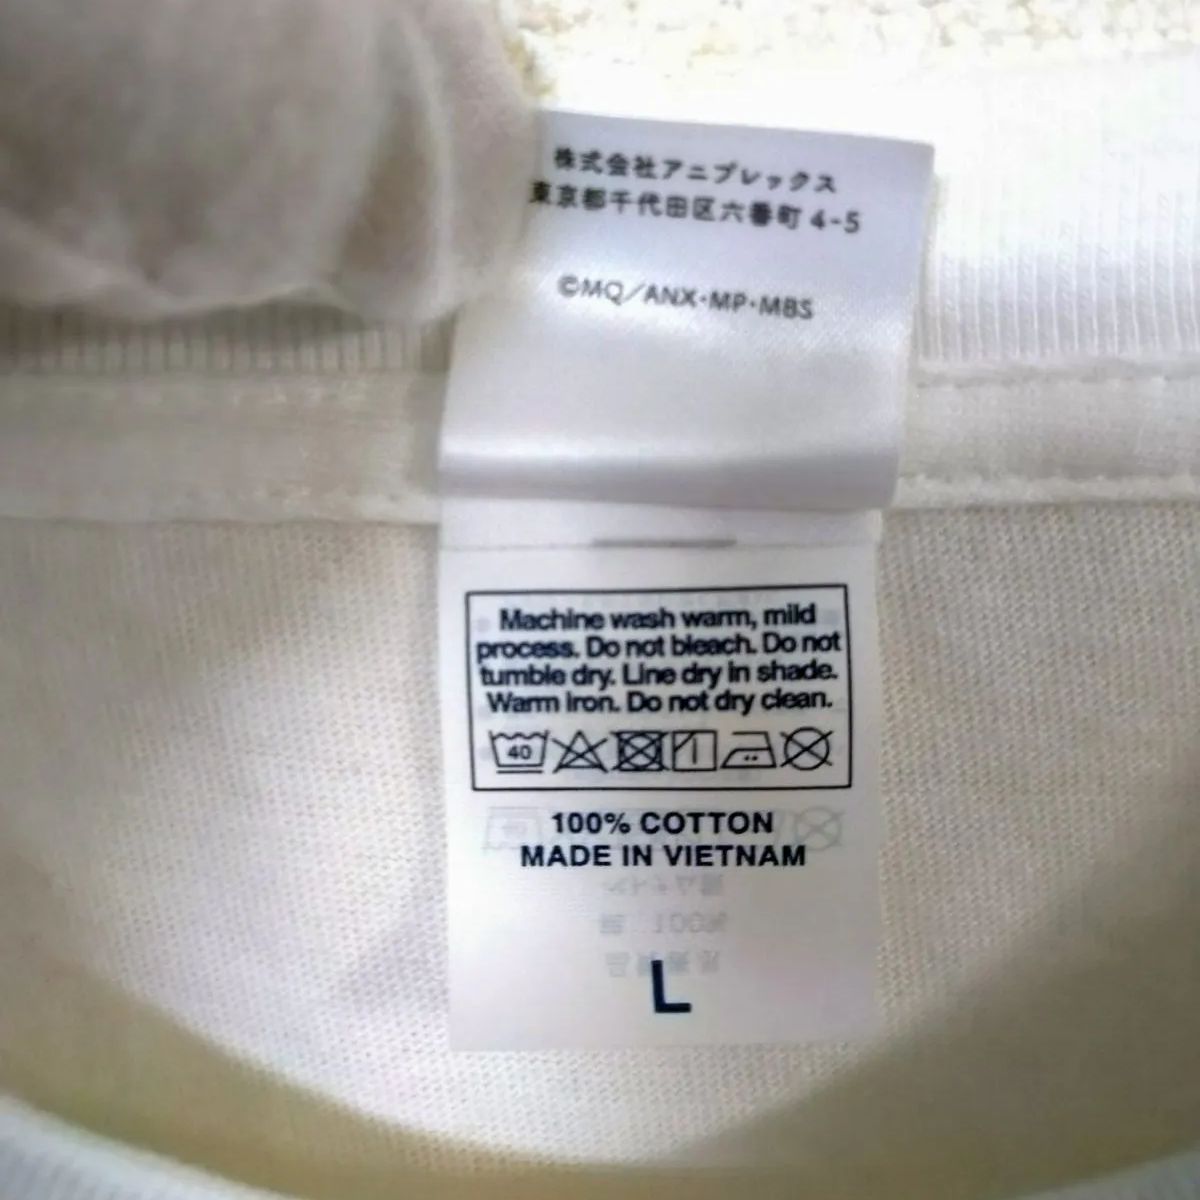 株式会社アニプレックス
東京都千代田区六番町 4-5
©MQ/ANX・MP・MBS
Machine wash warm, mild
process. Do not bleach. Do not
tumble dry. Line dry in shade.
Warm iron. Do not dry clean.
40
100% COTTON
MADE IN VIETNAM
L